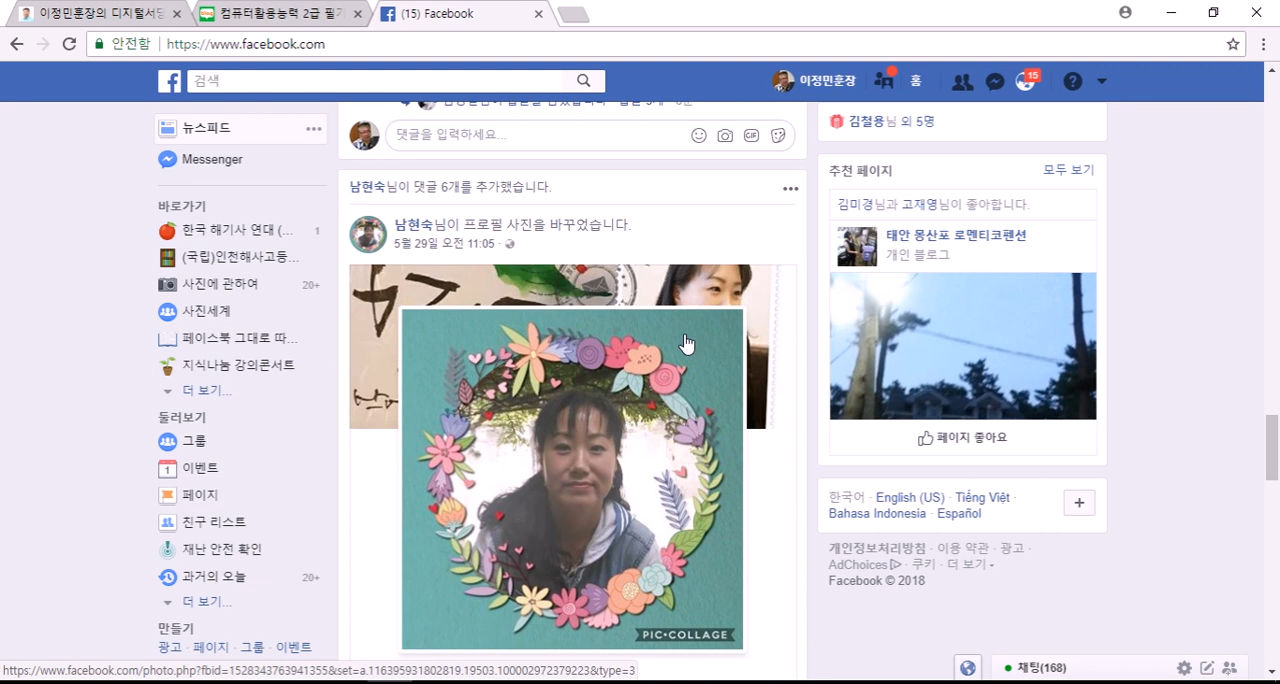 이정민훈장의 디지털서당
컴퓨터활용능력 2급 필기
(15) Facebook
안전함
https://www.facebook.com
검색
이정민훈장
홈
15
뉴스피드
Messenger
바로가기
한국 해기사 연대 (...
1
(국립)인천해사고등...
사진에 관하여
20+
사진세계
페이스북 그대로 따...
지식나눔 강의콘서트
더 보기...
둘러보기
그룹
이벤트
페이지
친구 리스트
재난 안전 확인
과거의 오늘
20+
더 보기...
만들기
광고 · 페이지 · 그룹 · 이벤트
댓글을 입력하세요...
GIF
남현숙님이 댓글 6개를 추가했습니다.
남현숙님이 프로필 사진을 바꾸었습니다.
5월 29일 오전 11:05 ·
PIC•COLLAGE
김철용님 외 5명
추천 페이지
모두 보기
김미경님과 고재영님이 좋아합니다.
태안 몽산포 로멘티코펜션
개인 블로그
페이지 좋아요
한국어 · English (US) · Tiếng Việt ·
Bahasa Indonesia · Español
개인정보처리방침 · 이용 약관 · 광고 ·
AdChoices · 쿠키 · 더 보기
Facebook © 2018
채팅(168)
https://www.facebook.com/photo.php?fbid=1528343763941355&set=a.116395931802819.19503.100002972379223&type=3